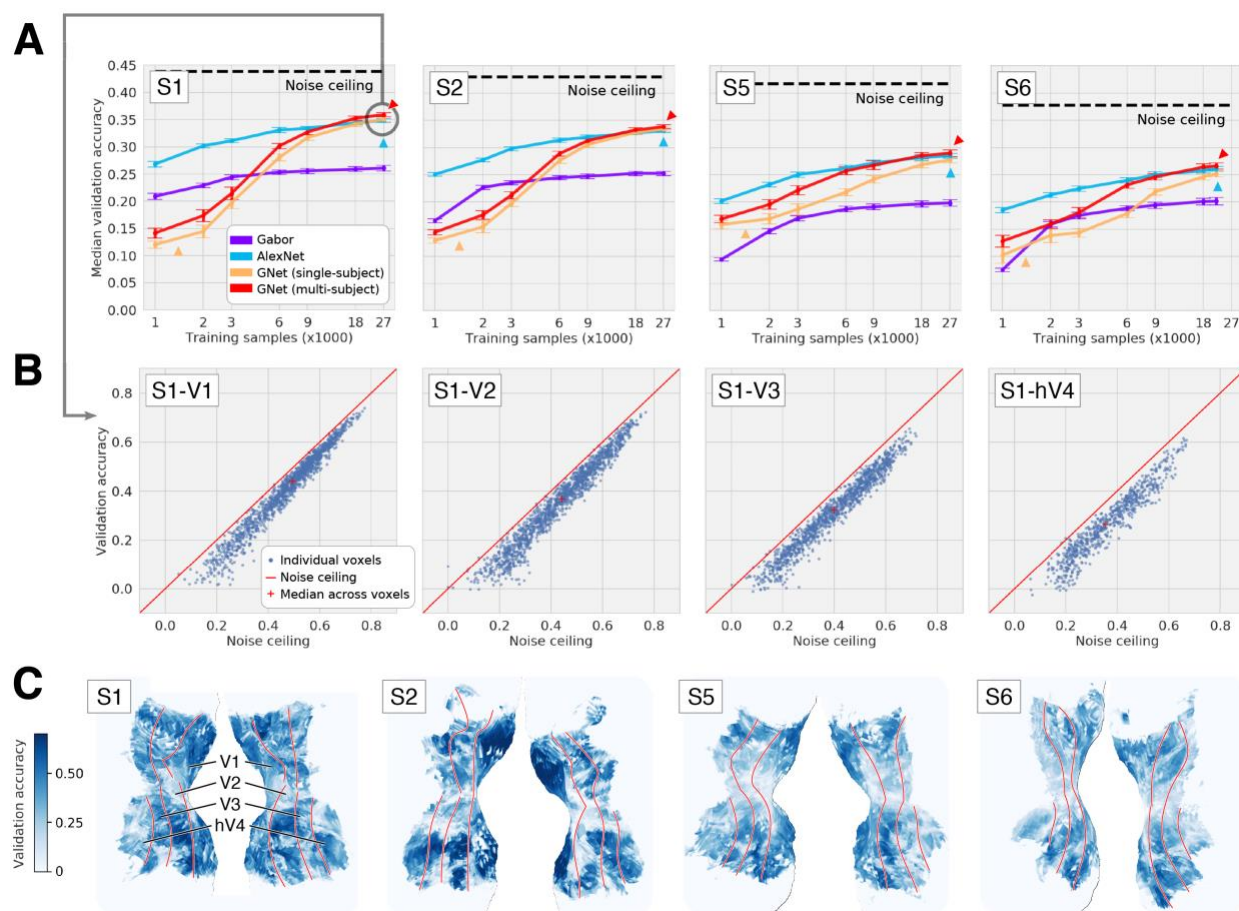 A
S1
S2
S5
S6
Noise ceiling
Noise ceiling
Noise ceiling
Noise ceiling
Median validation accuracy
0.45
0.40
0.35
0.30
0.25
0.20
0.15
0.10
0.05
0.00
Gabor
AlexNet
GNet (single-subject)
GNet (multi-subject)
1 2 3 6 9 18 27
1 2 3 6 9 18 27
1 2 3 6 9 18 27
1 2 3 6 9 18 27
Training samples (x1000)
Training samples (x1000)
Training samples (x1000)
Training samples (x1000)
B
S1-V1
S1-V2
S1-V3
S1-hV4
Validation accuracy
0.8
0.6
0.4
0.2
0.0
Individual voxels
Noise ceiling
Median across voxels
0.0 0.2 0.4 0.6 0.8
0.0 0.2 0.4 0.6 0.8
0.0 0.2 0.4 0.6 0.8
0.0 0.2 0.4 0.6 0.8
Noise ceiling
Noise ceiling
Noise ceiling
Noise ceiling
C
S1
S2
S5
S6
Validation accuracy
0.50
0.25
0
V1
V2
V3
hV4